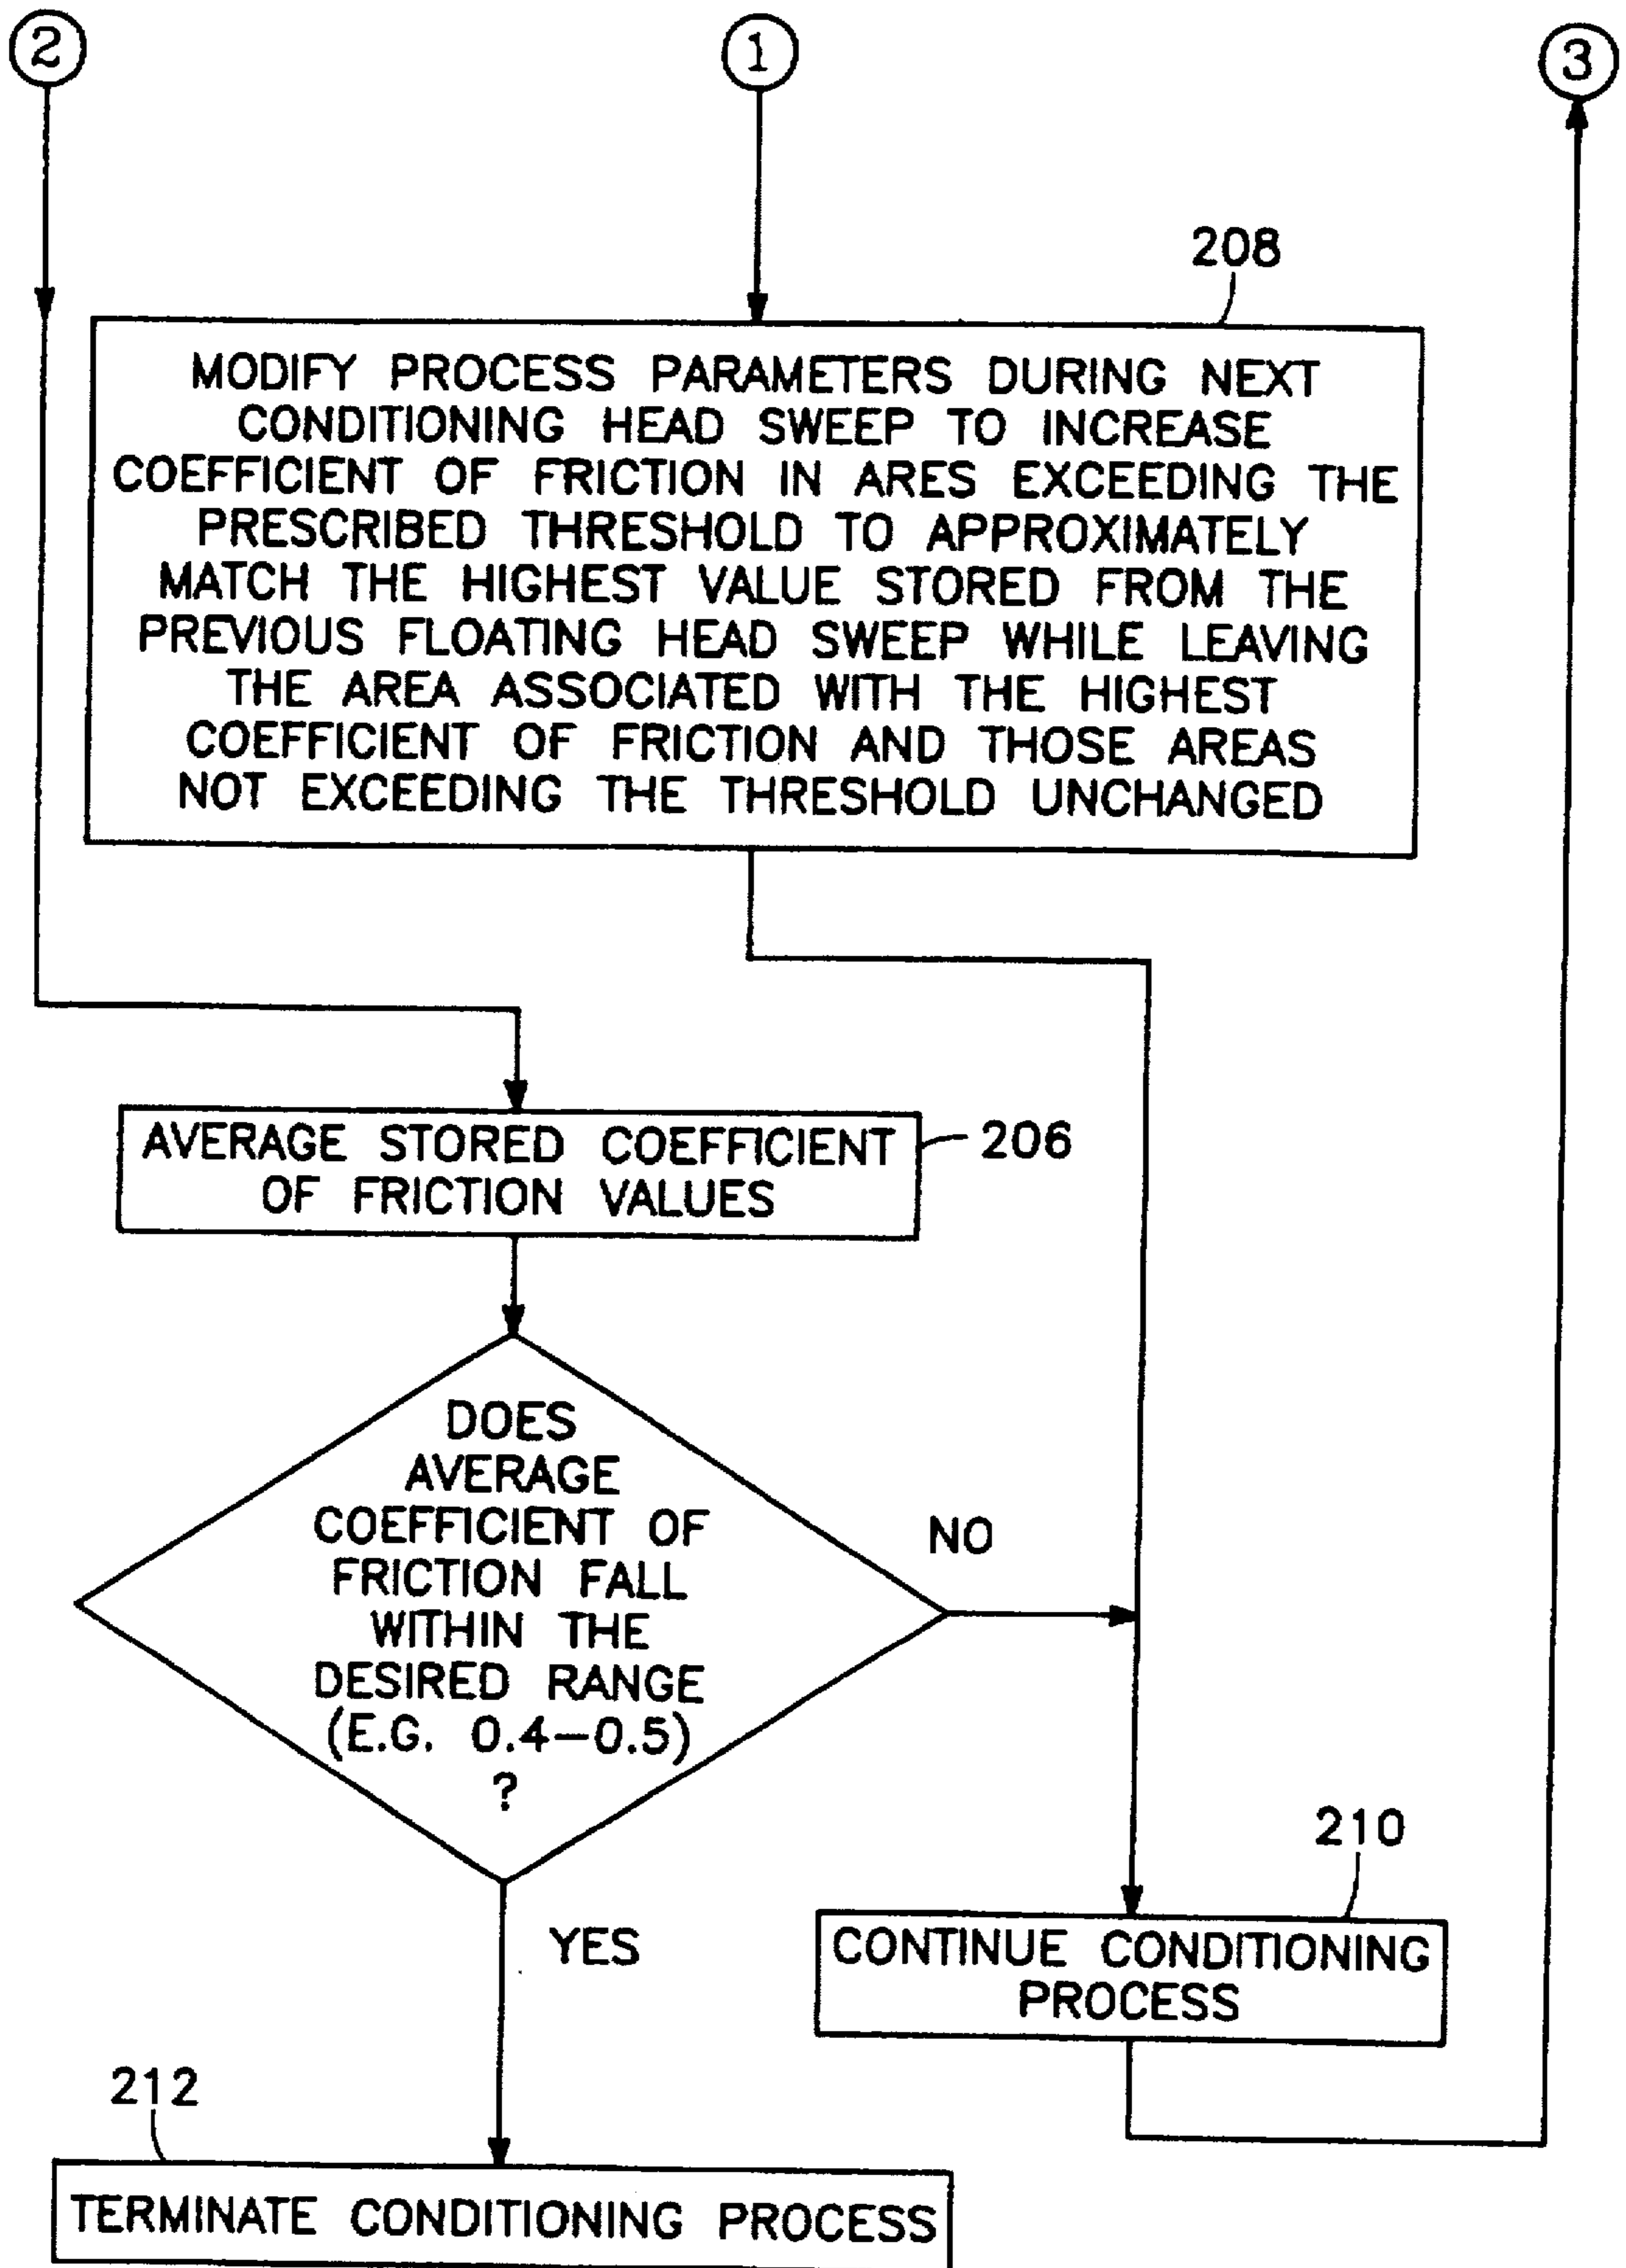 2
1
3
208
MODIFY PROCESS PARAMETERS DURING NEXT
CONDITIONING HEAD SWEEP TO INCREASE
COEFFICIENT OF FRICTION IN ARES EXCEEDING THE
PRESCRIBED THRESHOLD TO APPROXIMATELY
MATCH THE HIGHEST VALUE STORED FROM THE
PREVIOUS FLOATING HEAD SWEEP WHILE LEAVING
THE AREA ASSOCIATED WITH THE HIGHEST
COEFFICIENT OF FRICTION AND THOSE AREAS
NOT EXCEEDING THE THRESHOLD UNCHANGED
AVERAGE STORED COEFFICIENT
OF FRICTION VALUES
206
DOES
AVERAGE
COEFFICIENT OF
FRICTION FALL
WITHIN THE
DESIRED RANGE
(E.G. 0.4-0.5)
?
NO
YES
210
CONTINUE CONDITIONING
PROCESS
212
TERMINATE CONDITIONING PROCESS